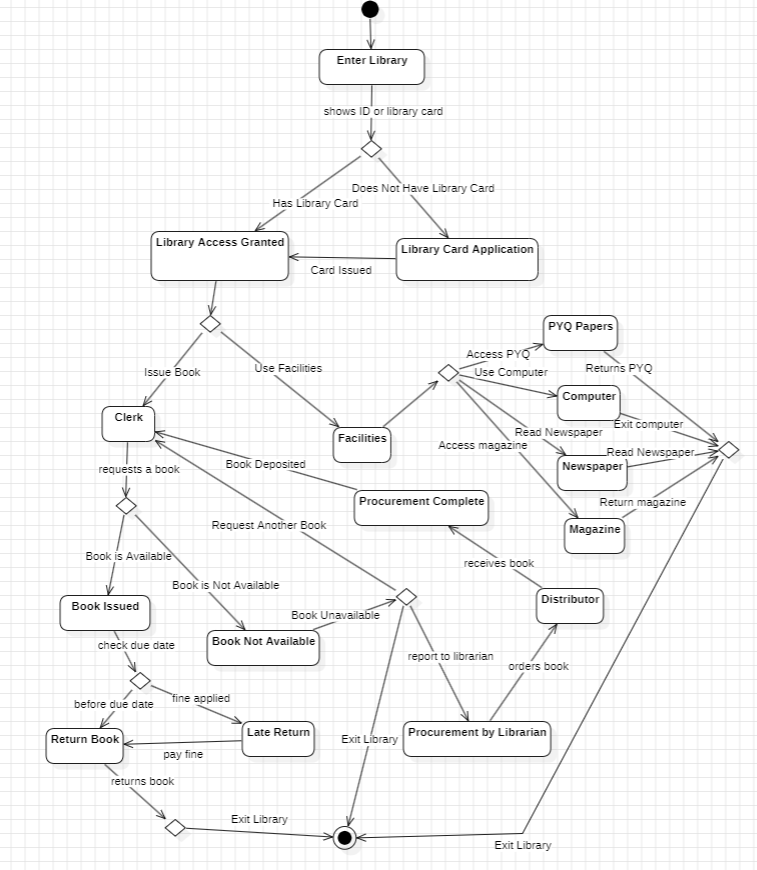 Enter Library
shows ID or library card
Does Not Have Library Card
Has Library Card
Library Access Granted
Library Card Application
Card Issued
PYQ Papers
Access PYQ
Returns PYQ
Issue Book
Use Facilities
Use Computer
Computer
Clerk
Exit computer
Facilities
Read Newspaper
Access magazine
Read Newspaper
requests a book
Book Deposited
Newspaper
Procurement Complete
Return magazine
Request Another Book
Magazine
Book is Available
receives book
Book is Not Available
Book Issued
Distributor
Book Unavailable
Book Not Available
check due date
report to librarian
orders book
before due date
fine applied
Return Book
Late Return
Exit Library
Procurement by Librarian
pay fine
returns book
Exit Library
Exit Library